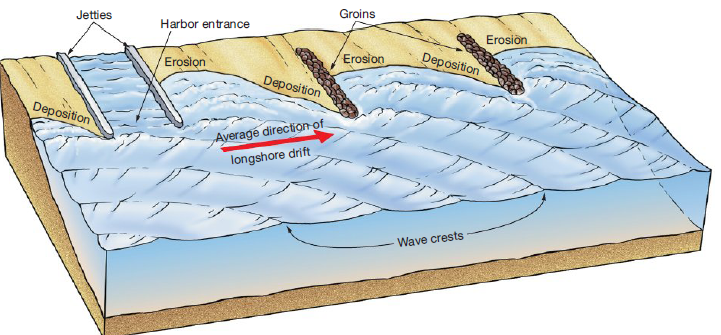 Jetties
Harbor entrance
Groins
Erosion
Erosion
Erosion
Deposition
Deposition
Deposition
Average direction of
longshore drift
Wave crests